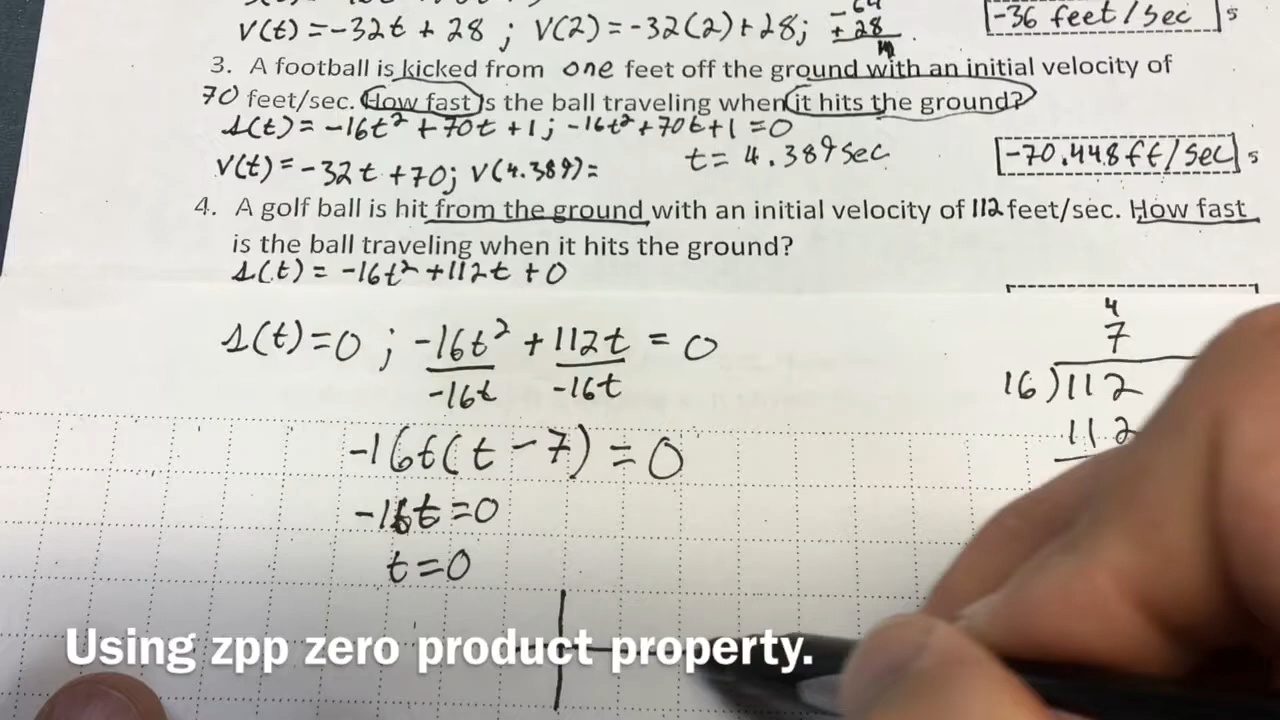 V(t) = -32t + 28 ; V(2) = -32(2) + 28; -64
+ 28
-36 feet/sec s
3. A football is kicked from one feet off the ground with an initial velocity of
70 feet/sec. How fast is the ball traveling when it hits the ground?
s(t) = -16t² + 70t + 1 ; -16t² + 70t + 1 = 0
t = 4.389 sec
V(t) = -32t + 70; V(4.389) =
-70.448 ft/sec s
4. A golf ball is hit from the ground with an initial velocity of 112 feet/sec. How fast
is the ball traveling when it hits the ground?
s(t) = -16t² + 112t + 0
s(t) = 0 ; -16t² + 112t = 0
-16t -16t
4
7
16)112
112
-16t(t - 7) = 0
-16t = 0
t = 0
Using zpp zero product property.